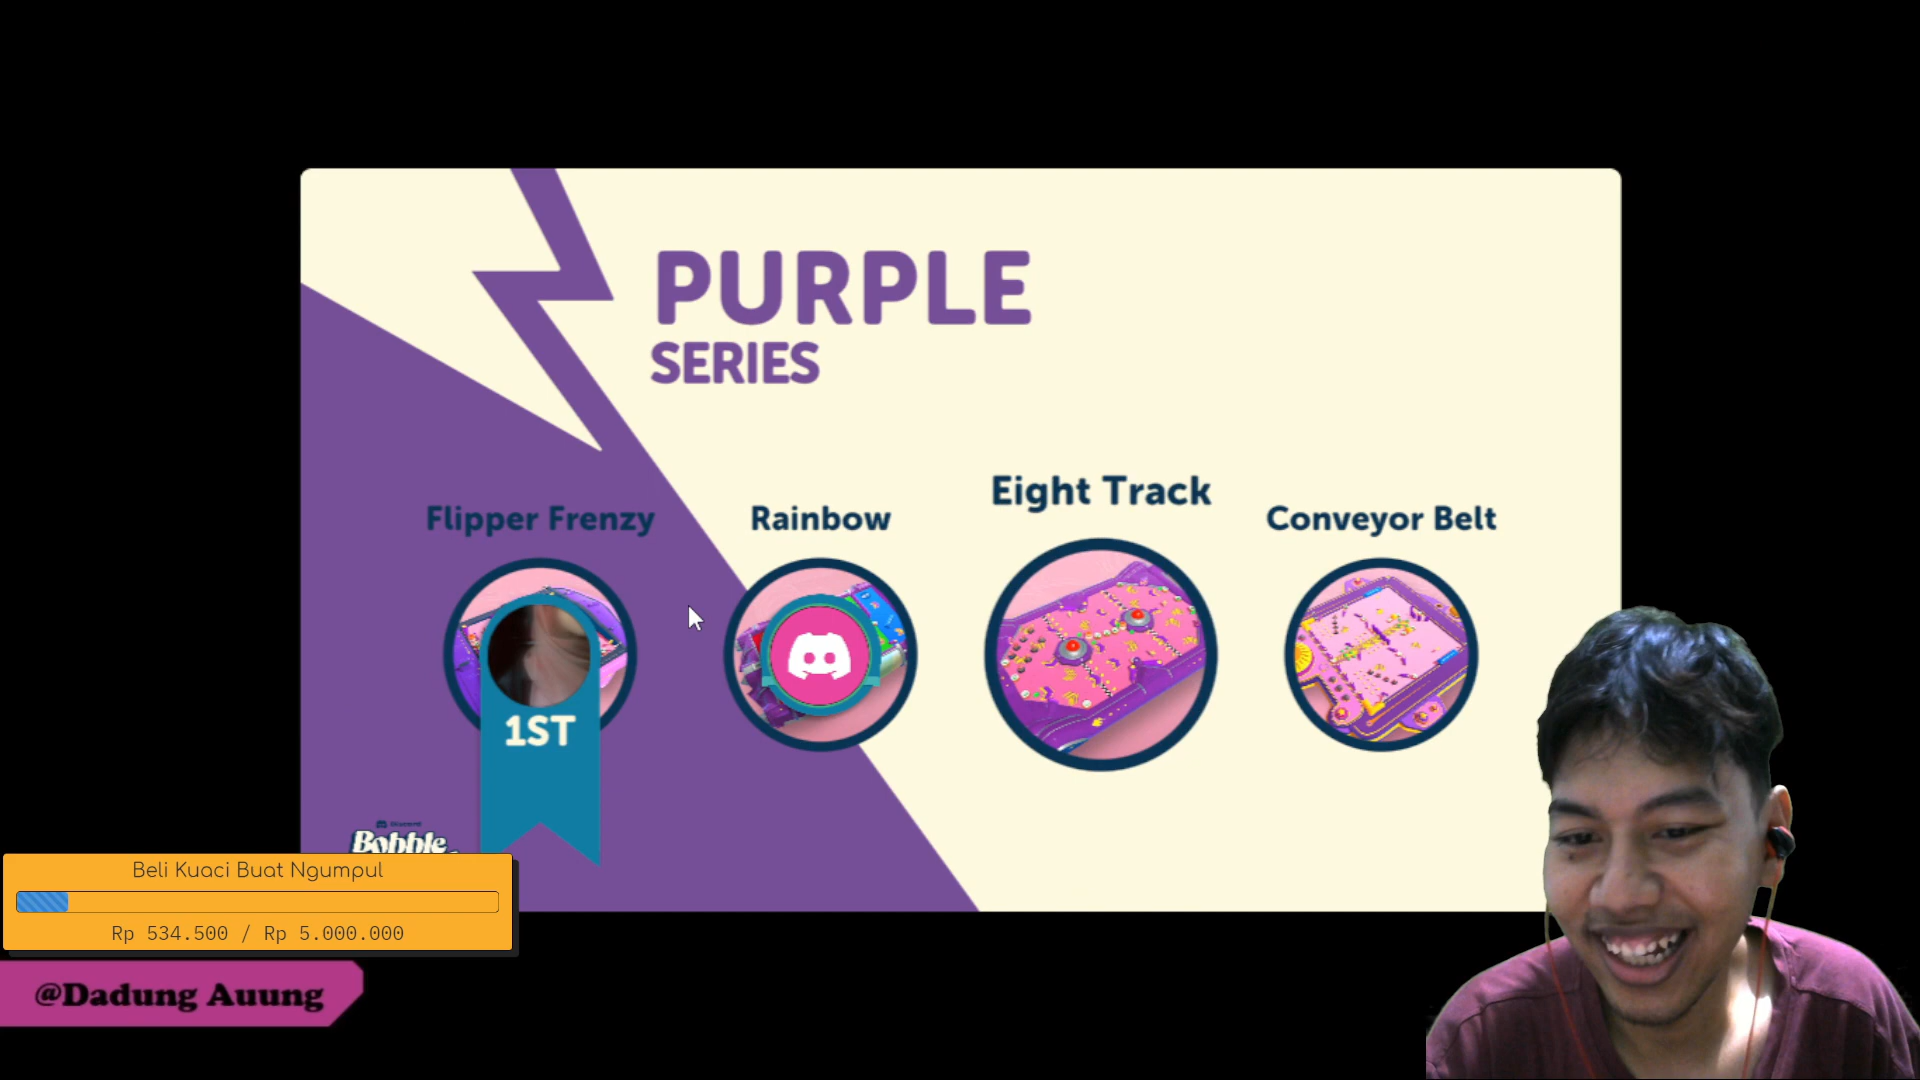 PURPLE
SERIES
Flipper Frenzy
Rainbow
Eight Track
Conveyor Belt
1ST
Bobble
Beli Kuaci Buat Ngumpul
Rp 534.500 / Rp 5.000.000
@Dadung Auung